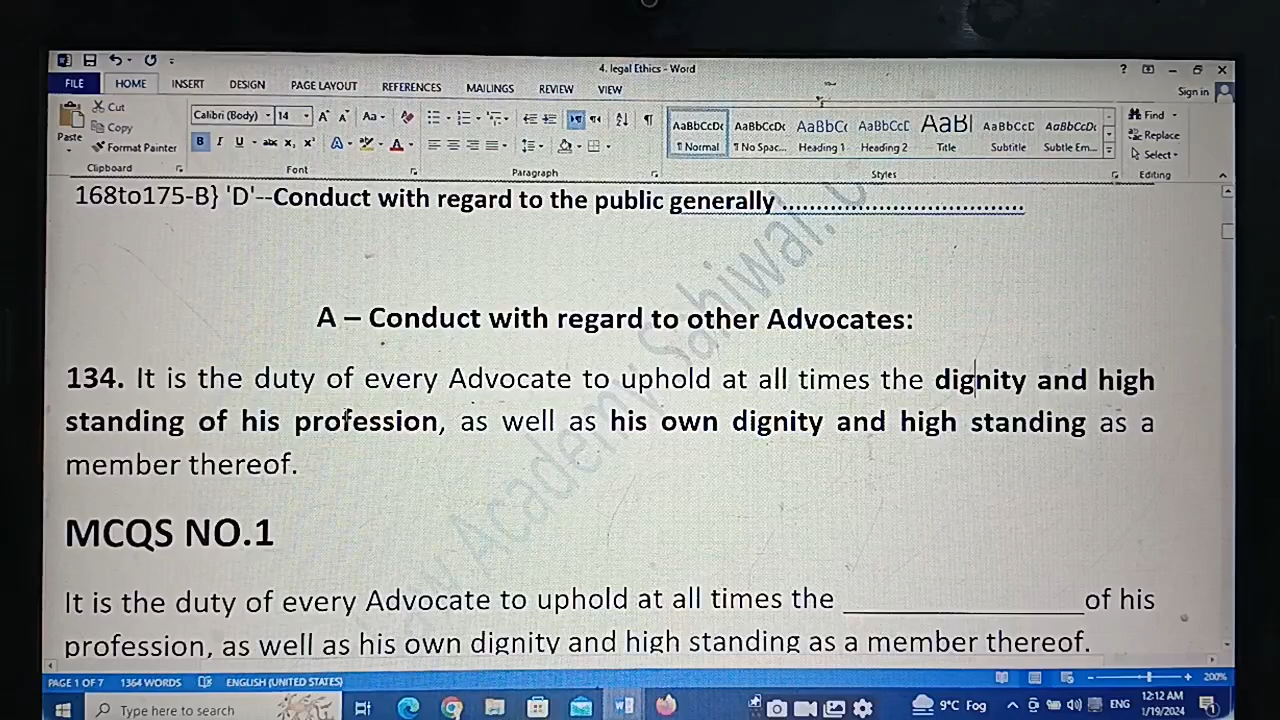 4. legal Ethics - Word
Sign in
FILE HOME INSERT DESIGN PAGE LAYOUT REFERENCES MAILINGS REVIEW VIEW
Paste
Cut
Copy
Format Painter
Clipboard
Calibri (Body) 14
Font
Paragraph
AaBbCcDc AaBbCcDc AaBbC( AaBbCcD AaB AaBbCcD AaBbCcDc
¶ Normal ¶ No Spac... Heading 1 Heading 2 Title Subtitle Subtle Em...
Styles
Find
Replace
Select
Editing
168to175-B} 'D'--Conduct with regard to the public generally ..................................
A – Conduct with regard to other Advocates:
134. It is the duty of every Advocate to uphold at all times the dignity and high
standing of his profession, as well as his own dignity and high standing as a
member thereof.
MCQS NO.1
It is the duty of every Advocate to uphold at all times the ____________________of his
profession, as well as his own dignity and high standing as a member thereof.
Academy Sahiwal.
PAGE 1 OF 7 1364 WORDS ENGLISH (UNITED STATES) 200%
Type here to search
9°C Fog
ENG
12:12 AM
1/19/2024